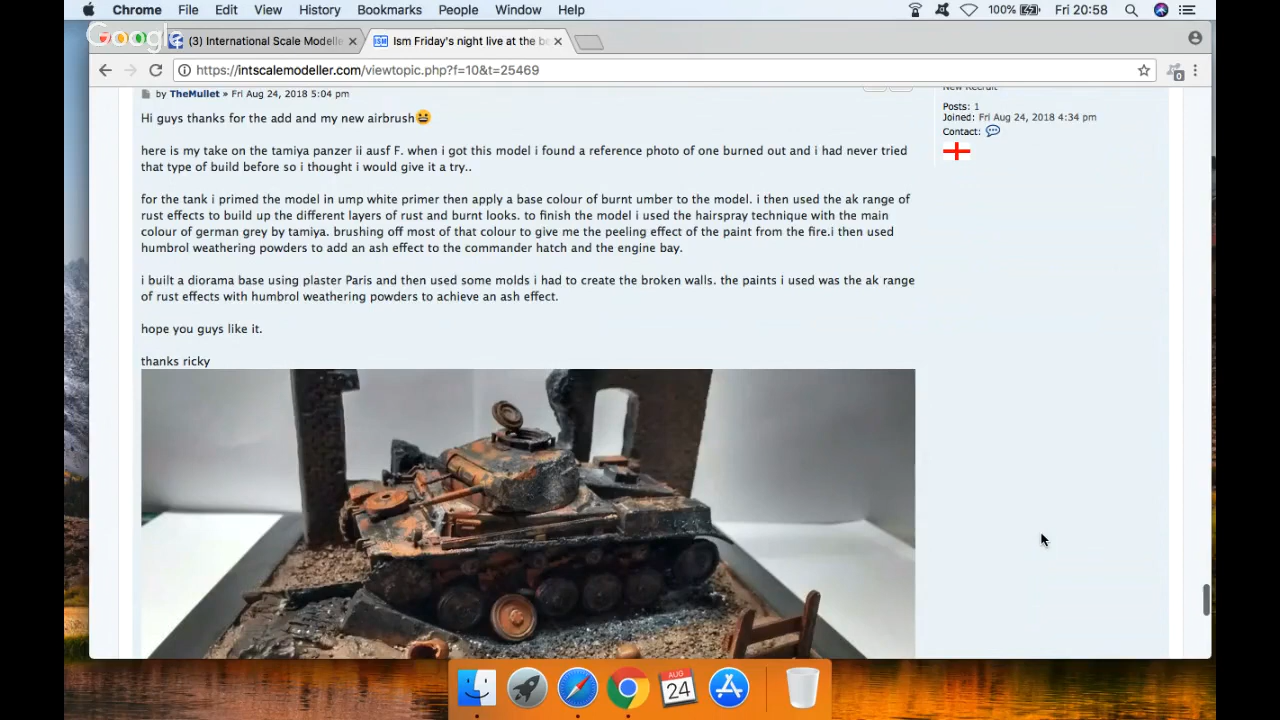 Chrome File Edit View History Bookmarks People Window Help 100% Fri 20:58
Google
(3) International Scale Modelle
Ism Friday's night live at the be
https://intscalemodeller.com/viewtopic.php?f=10&t=25469
0
by TheMullet » Fri Aug 24, 2018 5:04 pm
New Recruit
Posts: 1
Joined: Fri Aug 24, 2018 4:34 pm
Contact:
Hi guys thanks for the add and my new airbrush
here is my take on the tamiya panzer ii ausf F. when i got this model i found a reference photo of one burned out and i had never tried
that type of build before so i thought i would give it a try..
for the tank i primed the model in ump white primer then apply a base colour of burnt umber to the model. i then used the ak range of
rust effects to build up the different layers of rust and burnt looks. to finish the model i used the hairspray technique with the main
colour of german grey by tamiya. brushing off most of that colour to give me the peeling effect of the paint from the fire.i then used
humbrol weathering powders to add an ash effect to the commander hatch and the engine bay.
i built a diorama base using plaster Paris and then used some molds i had to create the broken walls. the paints i used was the ak range
of rust effects with humbrol weathering powders to achieve an ash effect.
hope you guys like it.
thanks ricky
AUG
24